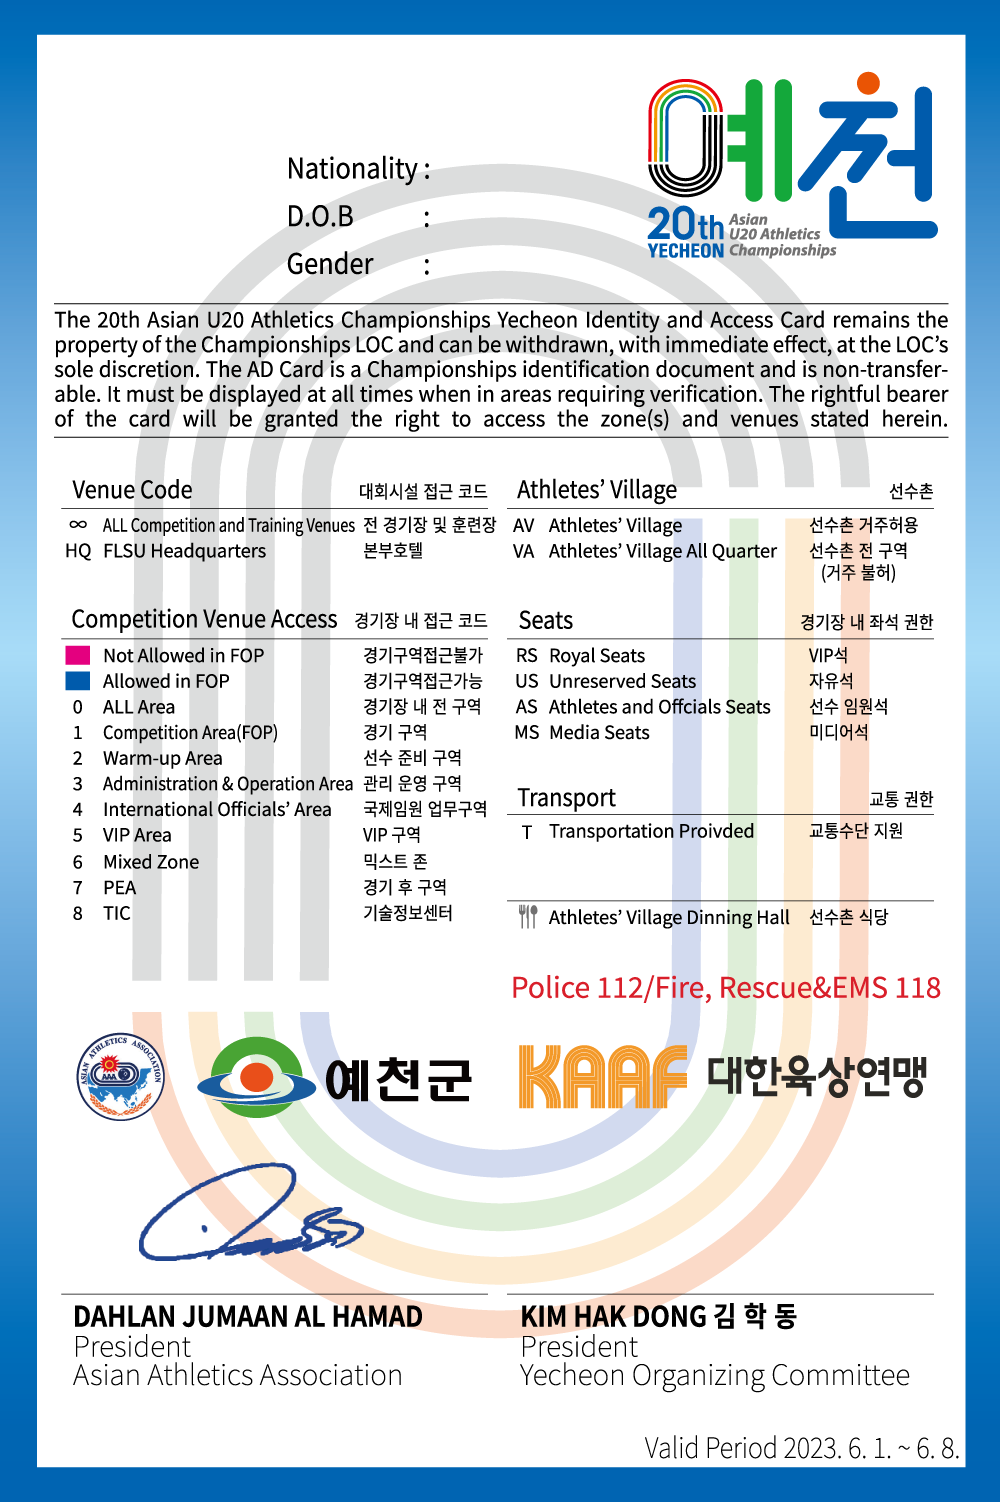 예천
20th Asian
U20 Athletics
YECHEON Championships
Nationality :
D.O.B :
Gender :
The 20th Asian U20 Athletics Championships Yecheon Identity and Access Card remains the
property of the Championships LOC and can be withdrawn, with immediate effect, at the LOC's
sole discretion. The AD Card is a Championships identification document and is non-transfer-
able. It must be displayed at all times when in areas requiring verification. The rightful bearer
of the card will be granted the right to access the zone(s) and venues stated herein.
Venue Code 대회시설 접근 코드
∞ ALL Competition and Training Venues 전 경기장 및 훈련장
HQ FLSU Headquarters 본부호텔
Athletes' Village 선수촌
AV Athletes' Village 선수촌 거주허용
VA Athletes' Village All Quarter 선수촌 전 구역
(거주 불허)
Competition Venue Access 경기장 내 접근 코드
Not Allowed in FOP 경기구역접근불가
Allowed in FOP 경기구역접근가능
0 ALL Area 경기장 내 전 구역
1 Competition Area(FOP) 경기 구역
2 Warm-up Area 선수 준비 구역
3 Administration & Operation Area 관리 운영 구역
4 International Officials' Area 국제임원 업무구역
5 VIP Area VIP 구역
6 Mixed Zone 믹스트 존
7 PEA 경기 후 구역
8 TIC 기술정보센터
Seats 경기장 내 좌석 권한
RS Royal Seats VIP석
US Unreserved Seats 자유석
AS Athletes and Offcials Seats 선수 임원석
MS Media Seats 미디어석
Transport 교통 권한
T Transportation Proivded 교통수단 지원
Athletes' Village Dinning Hall 선수촌 식당
Police 112/Fire, Rescue&EMS 118
ASIAN ATHLETICS ASSOCIATION
AAA
예천군
KAAF 대한육상연맹
DAHLAN JUMAAN AL HAMAD
President
Asian Athletics Association
KIM HAK DONG 김 학 동
President
Yecheon Organizing Committee
Valid Period 2023. 6. 1. ~ 6. 8.